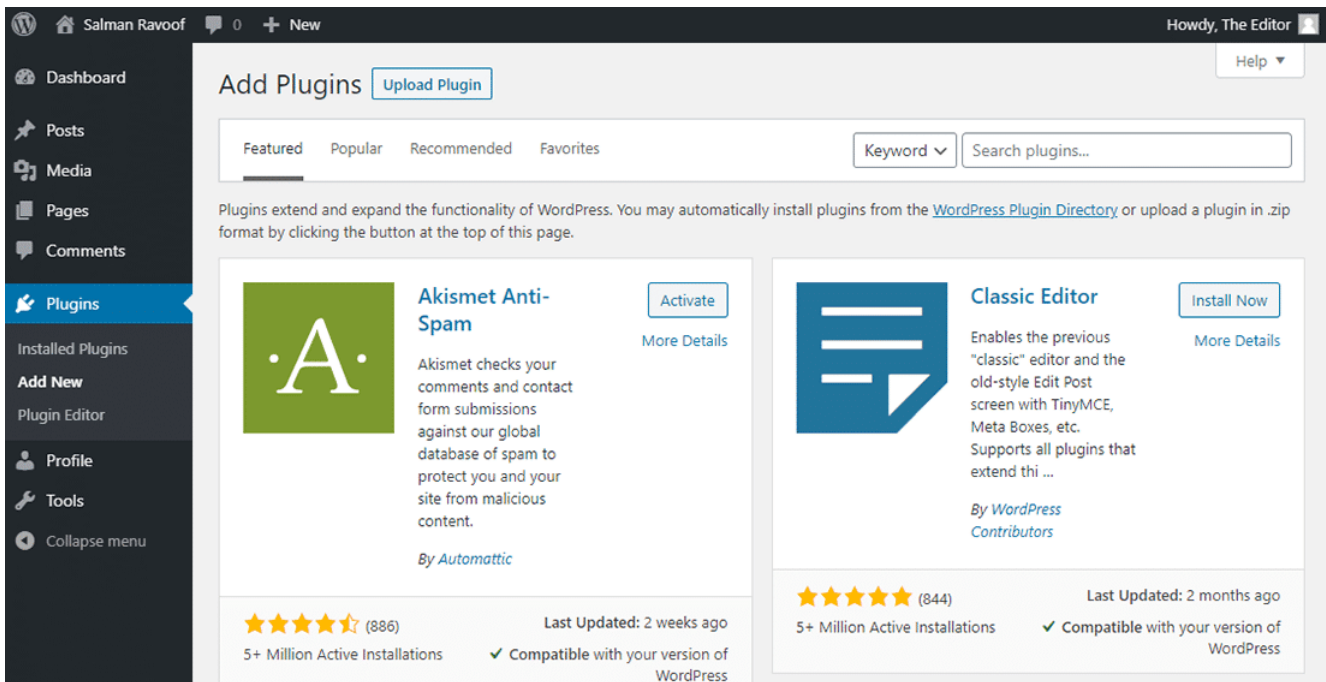 Salman Ravoof 0 + New Howdy, The Editor
Dashboard
Posts
Media
Pages
Comments
Plugins
Installed Plugins
Add New
Plugin Editor
Profile
Tools
Collapse menu
Help ▼
Add Plugins Upload Plugin
Featured Popular Recommended Favorites Keyword Search plugins...
Plugins extend and expand the functionality of WordPress. You may automatically install plugins from the WordPress Plugin Directory or upload a plugin in .zip
format by clicking the button at the top of this page.
·A·
Akismet Anti-
Spam
Activate
More Details
Akismet checks your
comments and contact
form submissions
against our global
database of spam to
protect you and your
site from malicious
content.
By Automattic
(886)
5+ Million Active Installations
Last Updated: 2 weeks ago
✓ Compatible with your version of
WordPress
Classic Editor
Install Now
More Details
Enables the previous
"classic" editor and the
old-style Edit Post
screen with TinyMCE,
Meta Boxes, etc.
Supports all plugins that
extend thi ...
By WordPress
Contributors
(844)
5+ Million Active Installations
Last Updated: 2 months ago
✓ Compatible with your version of
WordPress